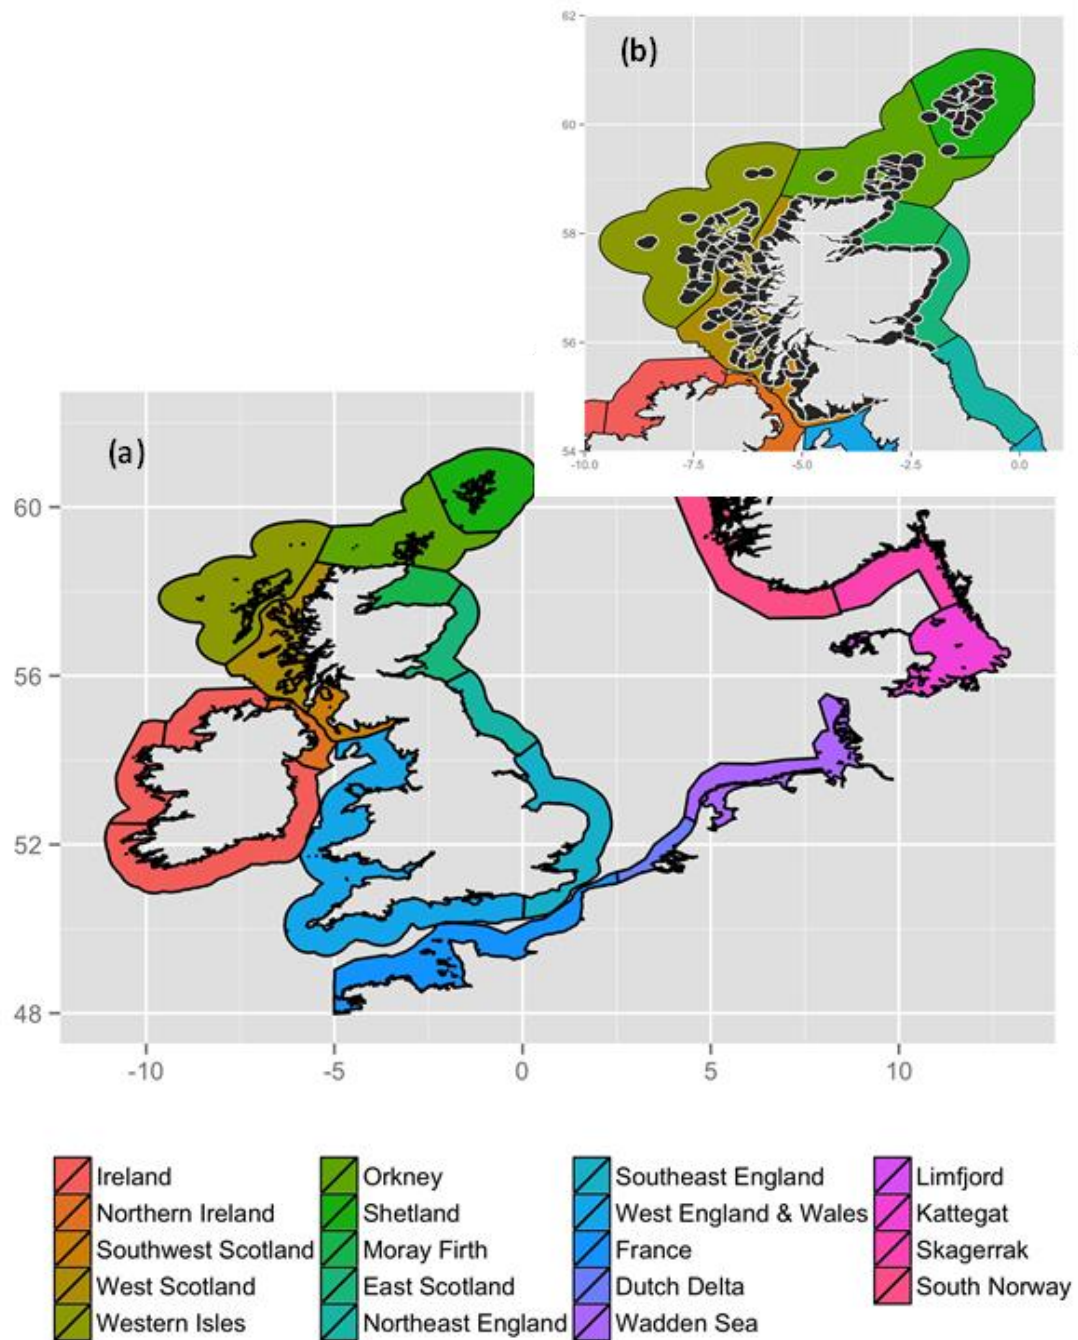 62
(b)
60
58
56
54
-10.0 -7.5 -5.0 -2.5 0.0
(a)
60
56
52
48
-10 -5 0 5 10
Ireland
Northern Ireland
Southwest Scotland
West Scotland
Western Isles
Orkney
Shetland
Moray Firth
East Scotland
Northeast England
Southeast England
West England & Wales
France
Dutch Delta
Wadden Sea
Limfjord
Kattegat
Skagerrak
South Norway